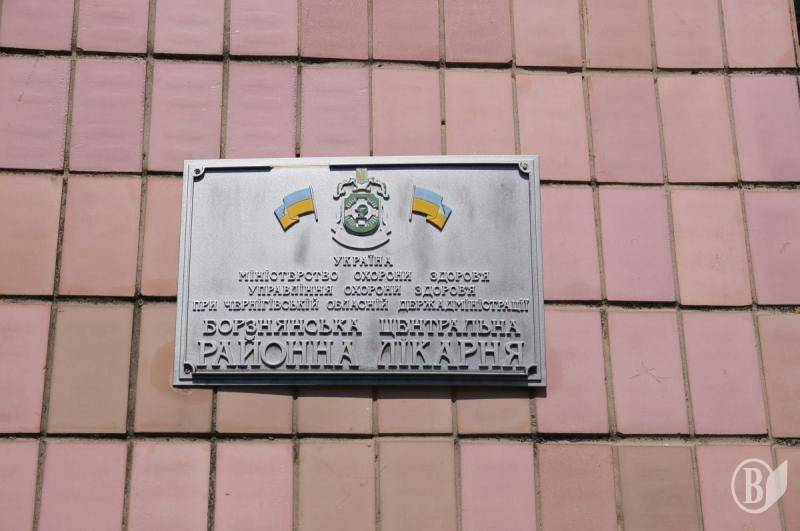 УКРАЇНА
МІНІСТЕРСТВО ОХОРОНИ ЗДОРОВ'Я
УПРАВЛІННЯ ОХОРОНИ ЗДОРОВ'Я
ПРИ ЧЕРНІГІВСЬКІЙ ОБЛАСНІЙ ДЕРЖАДМІНІСТРАЦІЇ
БОРЗНЯНСЬКА ЦЕНТРАЛЬНА
РАЙОННА ЛІКАРНЯ
В